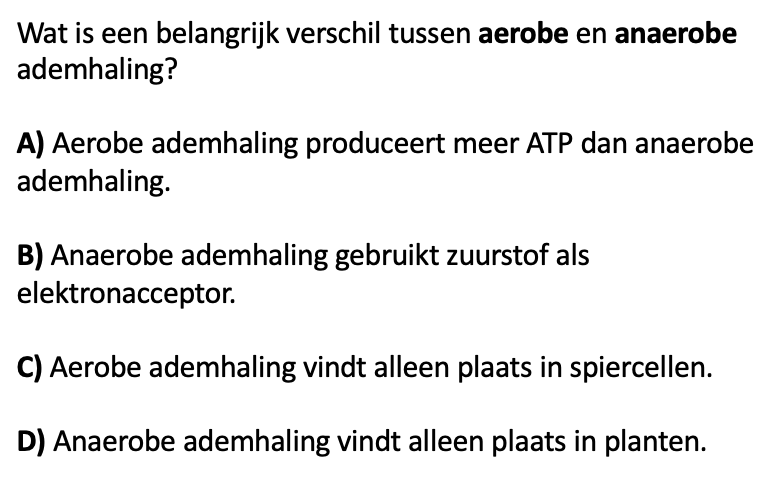 Wat is een belangrijk verschil tussen aerobe en anaerobe
ademhaling?
A) Aerobe ademhaling produceert meer ATP dan anaerobe
ademhaling.
B) Anaerobe ademhaling gebruikt zuurstof als
elektronacceptor.
C) Aerobe ademhaling vindt alleen plaats in spiercellen.
D) Anaerobe ademhaling vindt alleen plaats in planten.